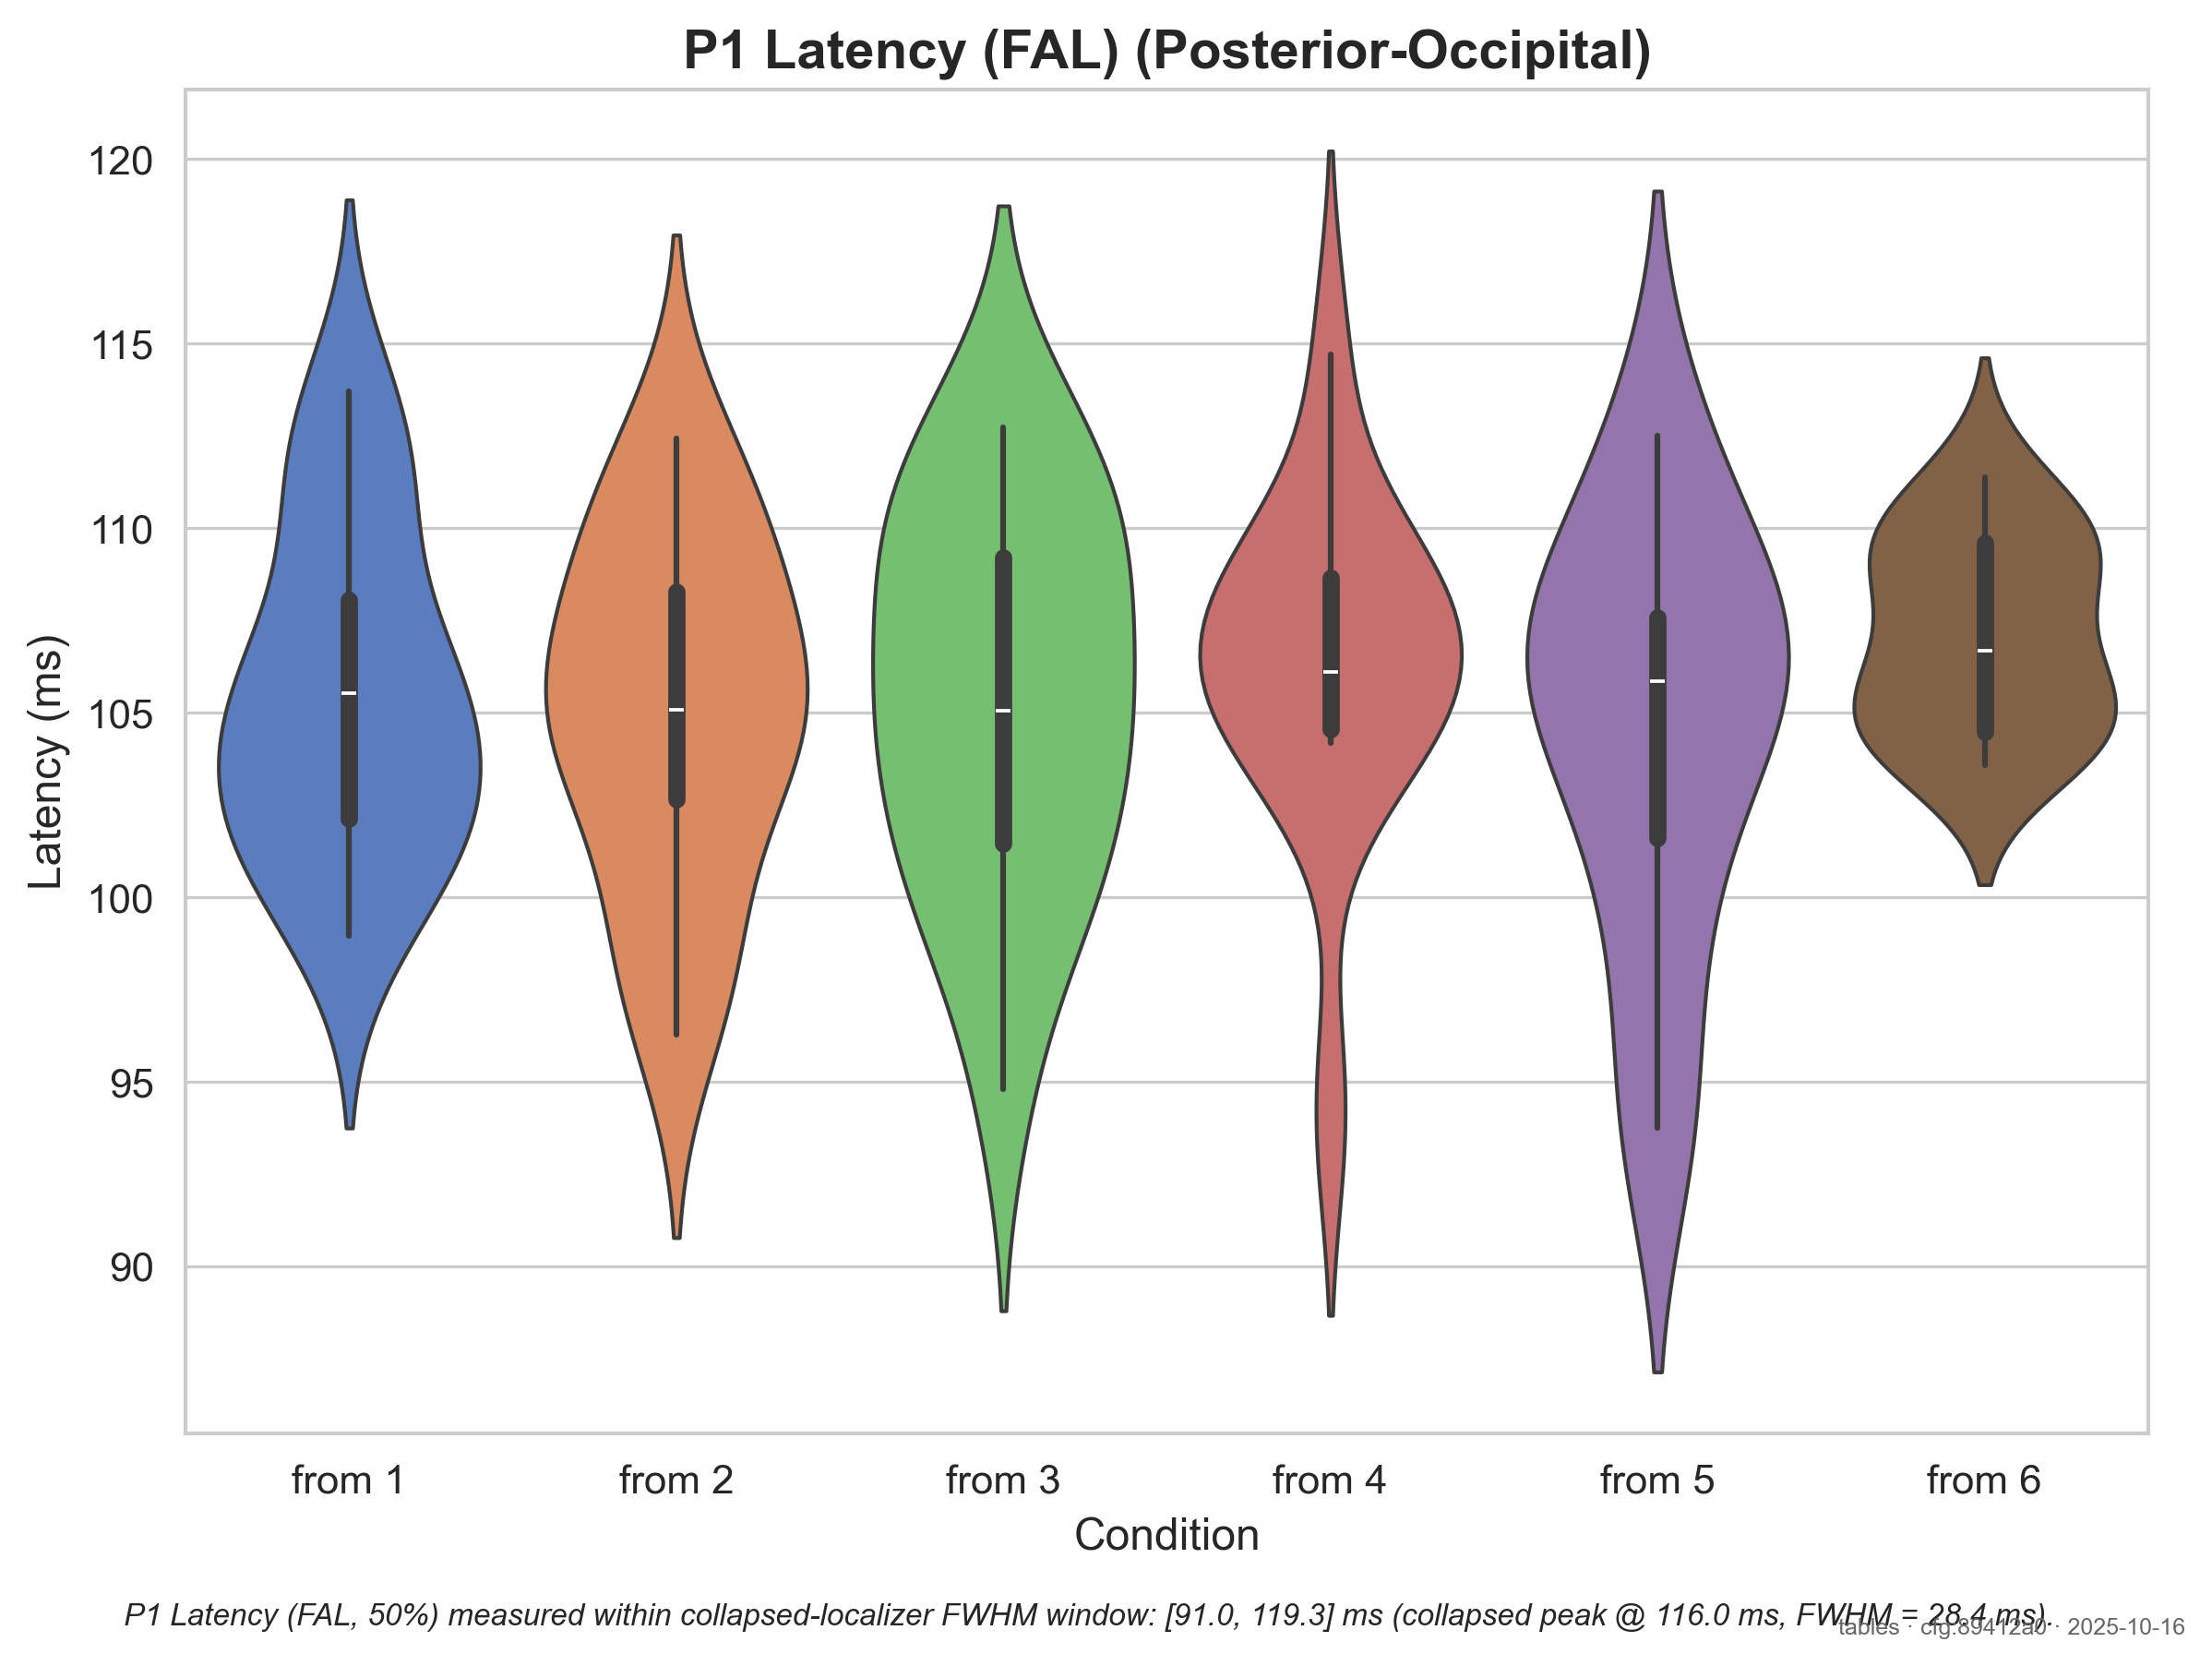 P1 Latency (FAL) (Posterior-Occipital)
Latency (ms)
120
115
110
105
100
95
90
from 1
from 2
from 3
from 4
from 5
from 6
Condition
P1 Latency (FAL, 50%) measured within collapsed-localizer FWHM window: [91.0, 119.3] ms (collapsed peak @ 116.0 ms, FWHM = 28.4 ms).
tables · cfg:89412a0 · 2025-10-16